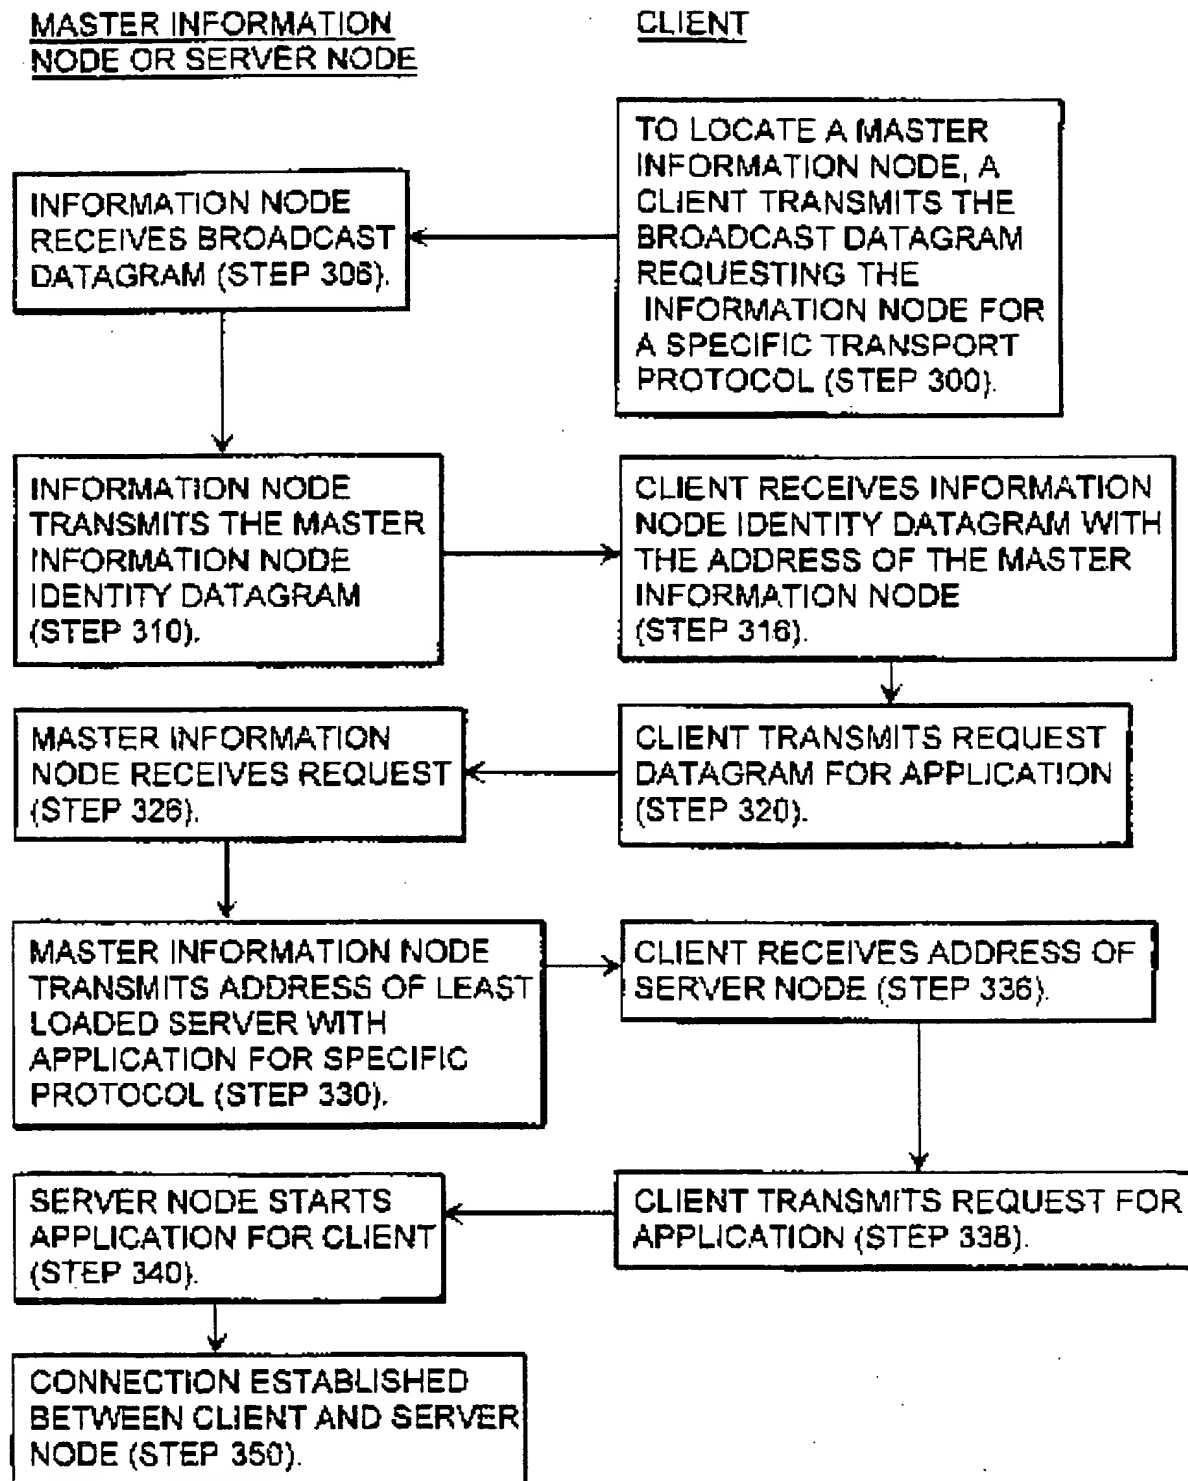 MASTER INFORMATION
NODE OR SERVER NODE
CLIENT
TO LOCATE A MASTER
INFORMATION NODE, A
CLIENT TRANSMITS THE
BROADCAST DATAGRAM
REQUESTING THE
INFORMATION NODE FOR
A SPECIFIC TRANSPORT
PROTOCOL (STEP 300).
INFORMATION NODE
RECEIVES BROADCAST
DATAGRAM (STEP 306).
INFORMATION NODE
TRANSMITS THE MASTER
INFORMATION NODE
IDENTITY DATAGRAM
(STEP 310).
CLIENT RECEIVES INFORMATION
NODE IDENTITY DATAGRAM WITH
THE ADDRESS OF THE MASTER
INFORMATION NODE
(STEP 316).
CLIENT TRANSMITS REQUEST
DATAGRAM FOR APPLICATION
(STEP 320).
MASTER INFORMATION
NODE RECEIVES REQUEST
(STEP 326).
MASTER INFORMATION NODE
TRANSMITS ADDRESS OF LEAST
LOADED SERVER WITH
APPLICATION FOR SPECIFIC
PROTOCOL (STEP 330).
CLIENT RECEIVES ADDRESS OF
SERVER NODE (STEP 336).
CLIENT TRANSMITS REQUEST FOR
APPLICATION (STEP 338).
SERVER NODE STARTS
APPLICATION FOR CLIENT
(STEP 340).
CONNECTION ESTABLISHED
BETWEEN CLIENT AND SERVER
NODE (STEP 350).